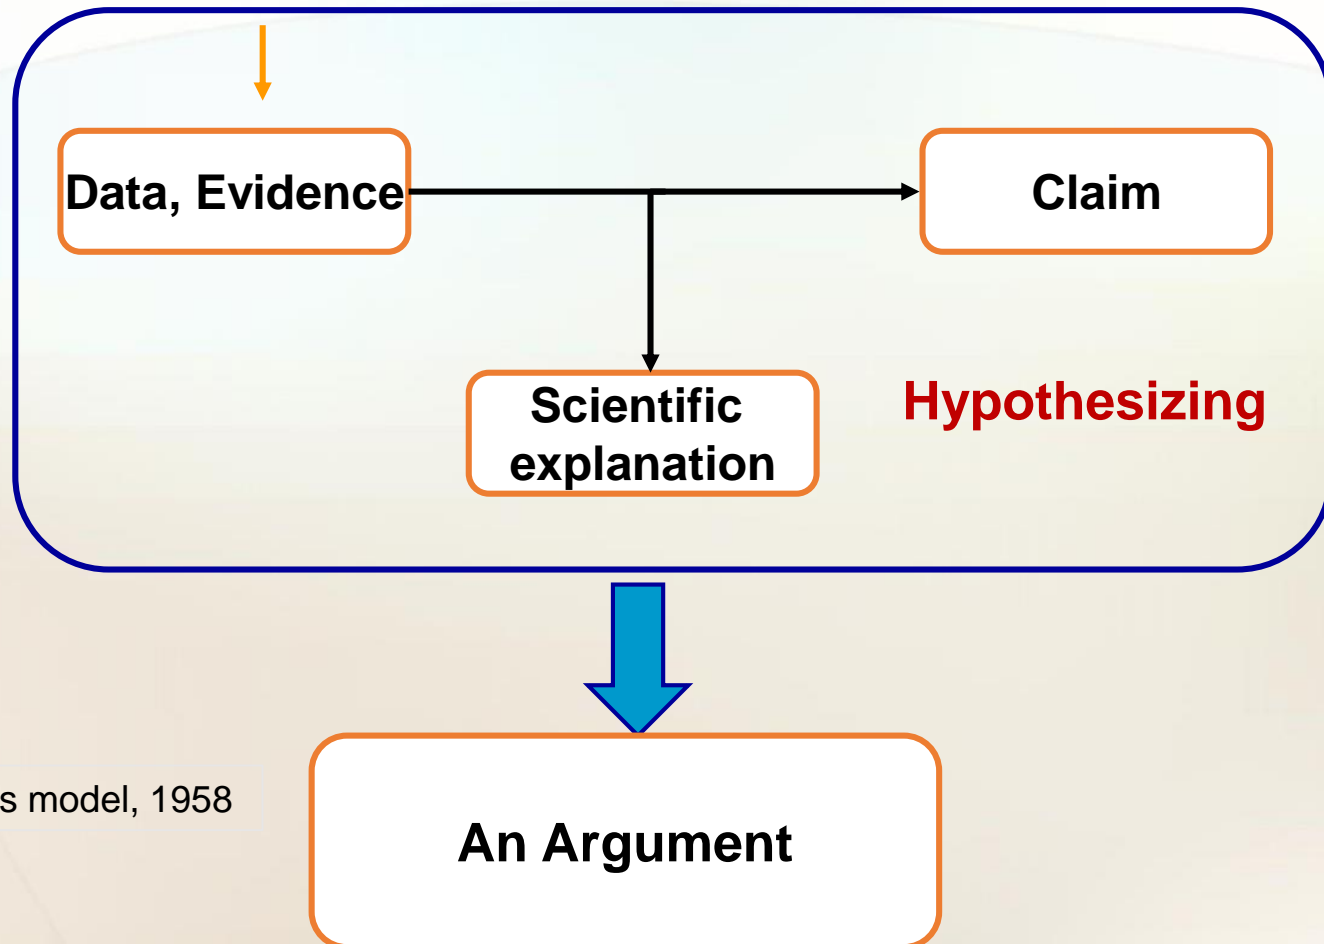 Data, Evidence
Claim
Scientific
explanation
Hypothesizing
s model, 1958
An Argument